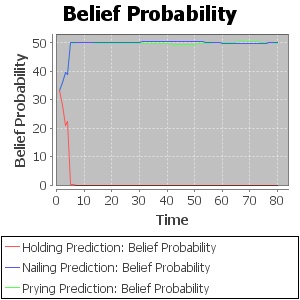 Belief Probability
Belief Probability
50
40
30
20
10
0
0 10 20 30 40 50 60 70 80
Time
Holding Prediction: Belief Probability
Nailing Prediction: Belief Probability
Prying Prediction: Belief Probability